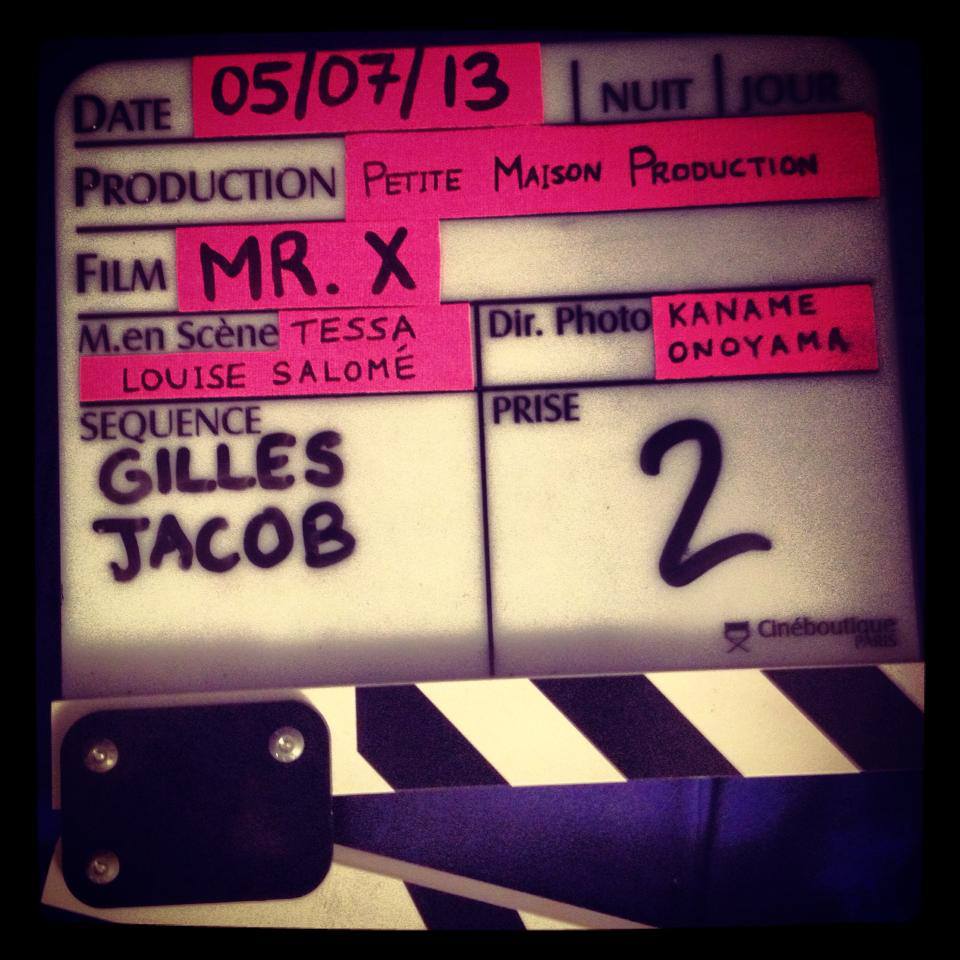 DATE 05/07/13 NUIT JOUR
PRODUCTION PETITE MAISON PRODUCTION
FILM MR. X
M.en Scène TESSA
LOUISE SALOMÉ
Dir. Photo KANAME
ONOYAMA
SEQUENCE
GILLES
JACOB
PRISE
2
Cinéboutique
PARIS